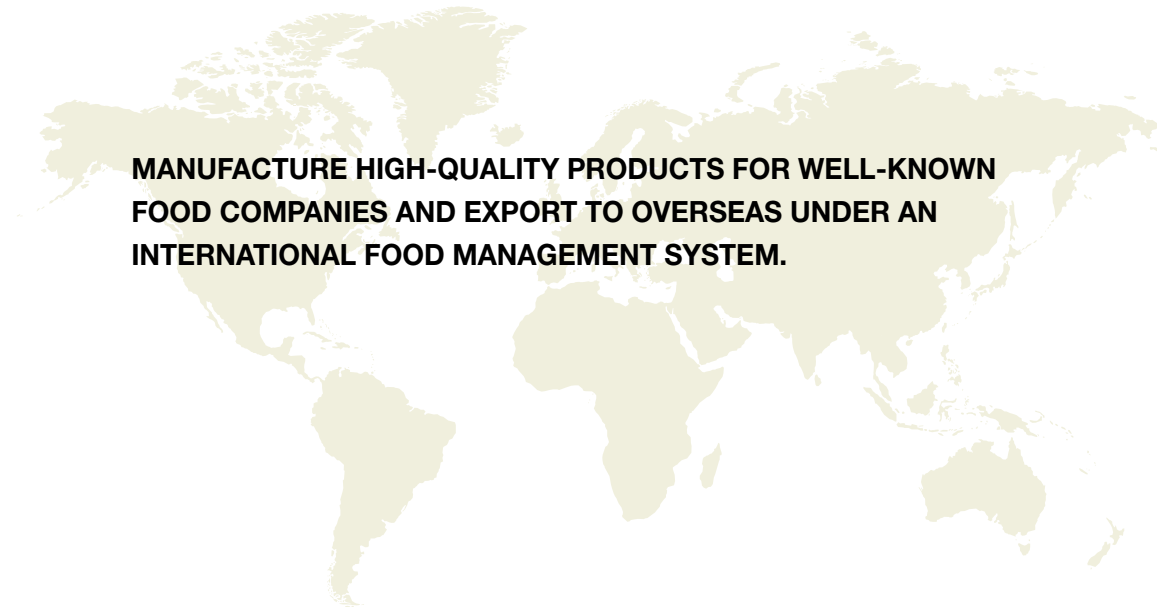 MANUFACTURE HIGH-QUALITY PRODUCTS FOR WELL-KNOWN
FOOD COMPANIES AND EXPORT TO OVERSEAS UNDER AN
INTERNATIONAL FOOD MANAGEMENT SYSTEM.